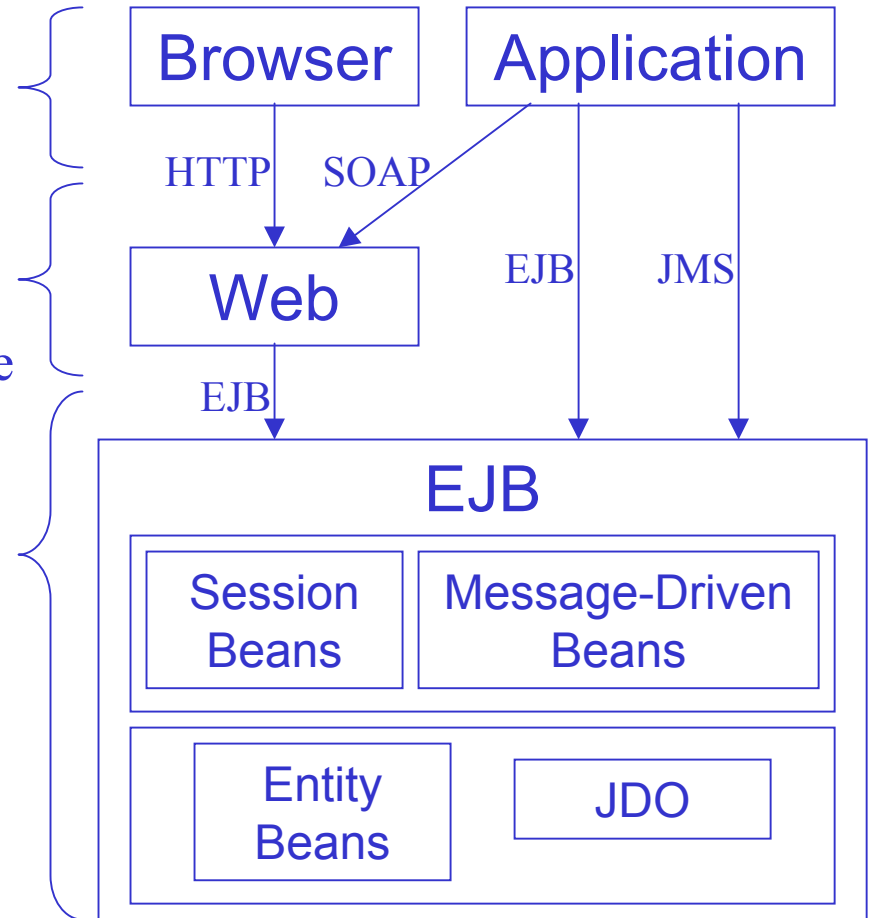 Browser
Application
HTTP
SOAP
Web
EJB
JMS
e
EJB
EJB
Session
Beans
Message-Driven
Beans
Entity
Beans
JDO